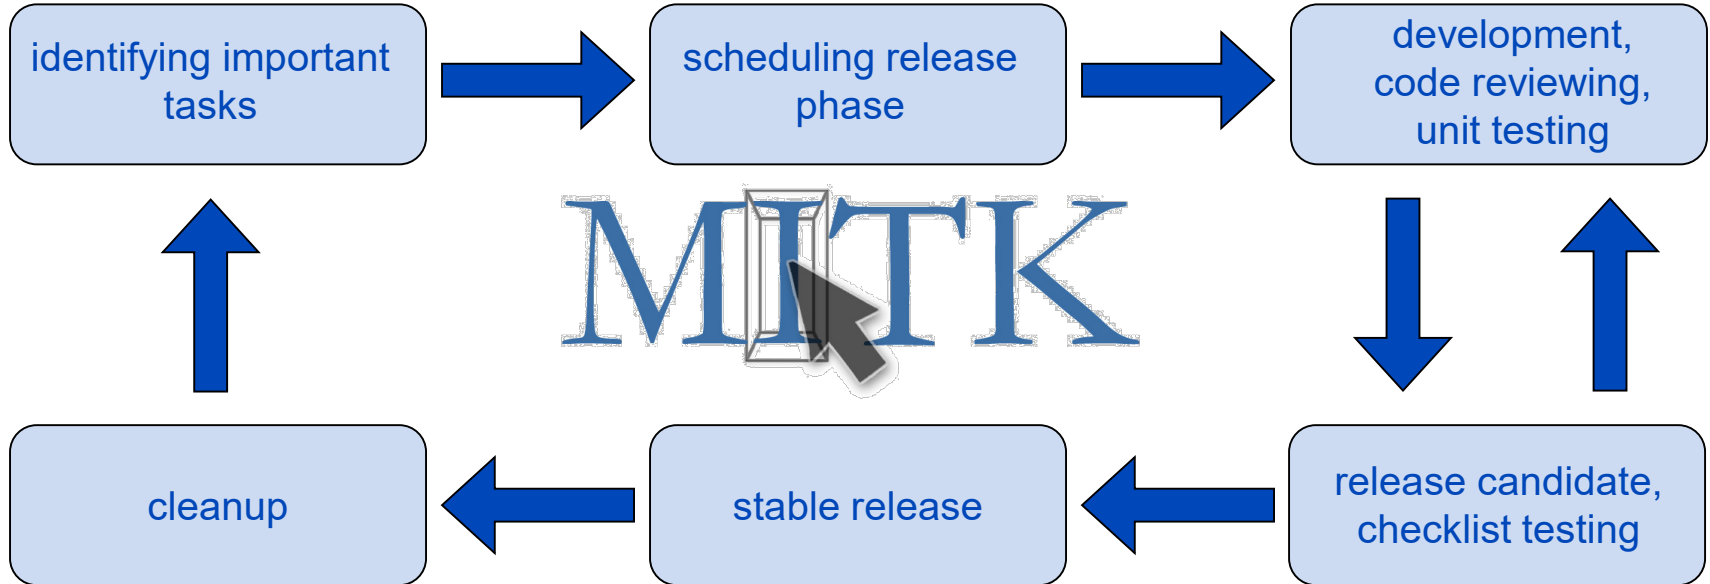 identifying important
tasks
scheduling release
phase
development,
code reviewing,
unit testing
MITK
cleanup
stable release
release candidate,
checklist testing